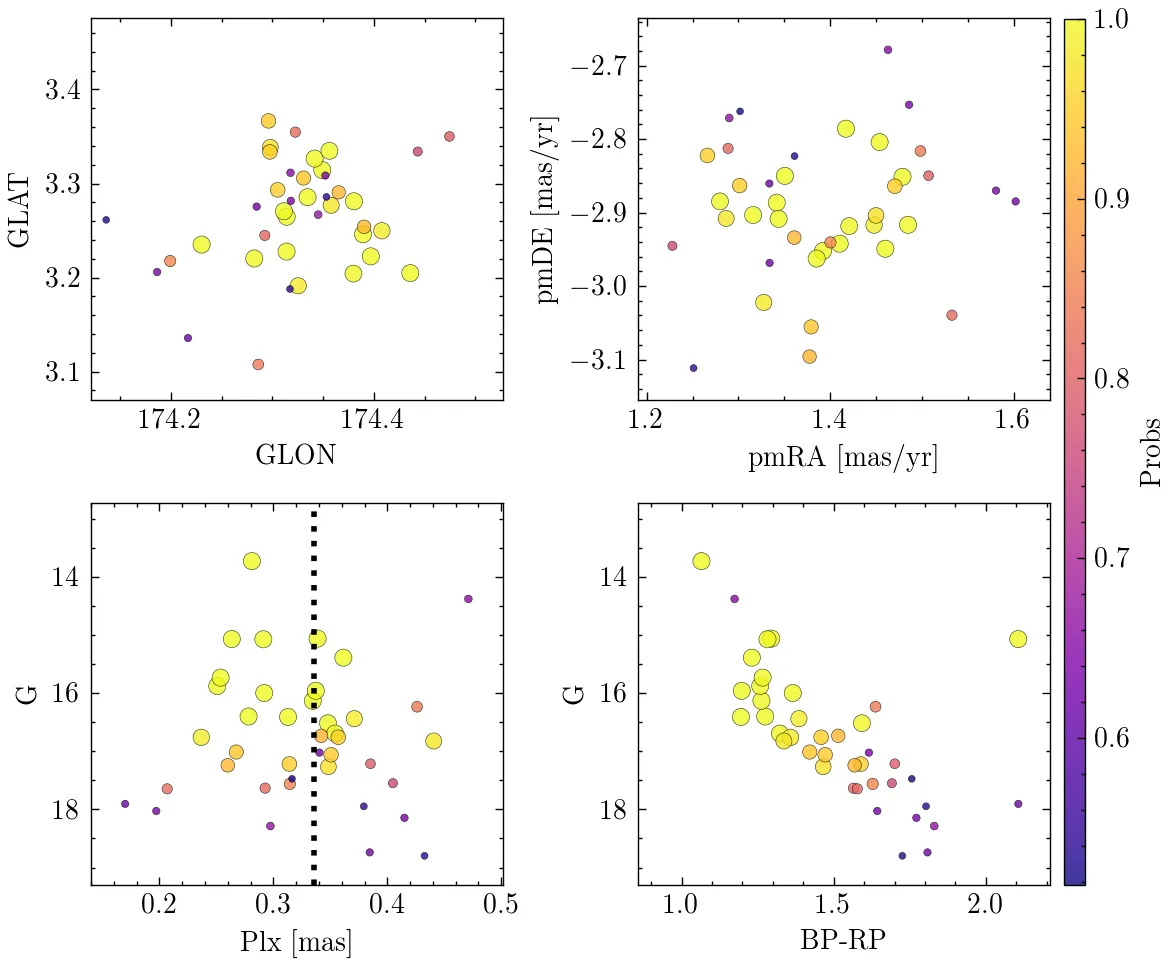 3.4
3.3
3.2
3.1
GLAT
174.2 174.4
GLON
−2.7
−2.8
−2.9
−3.0
−3.1
pmDE [mas/yr]
1.2 1.4 1.6
pmRA [mas/yr]
14
16
18
G
0.2 0.3 0.4 0.5
Plx [mas]
14
16
18
G
1.0 1.5 2.0
BP-RP
1.0
0.9
0.8
0.7
0.6
Probs